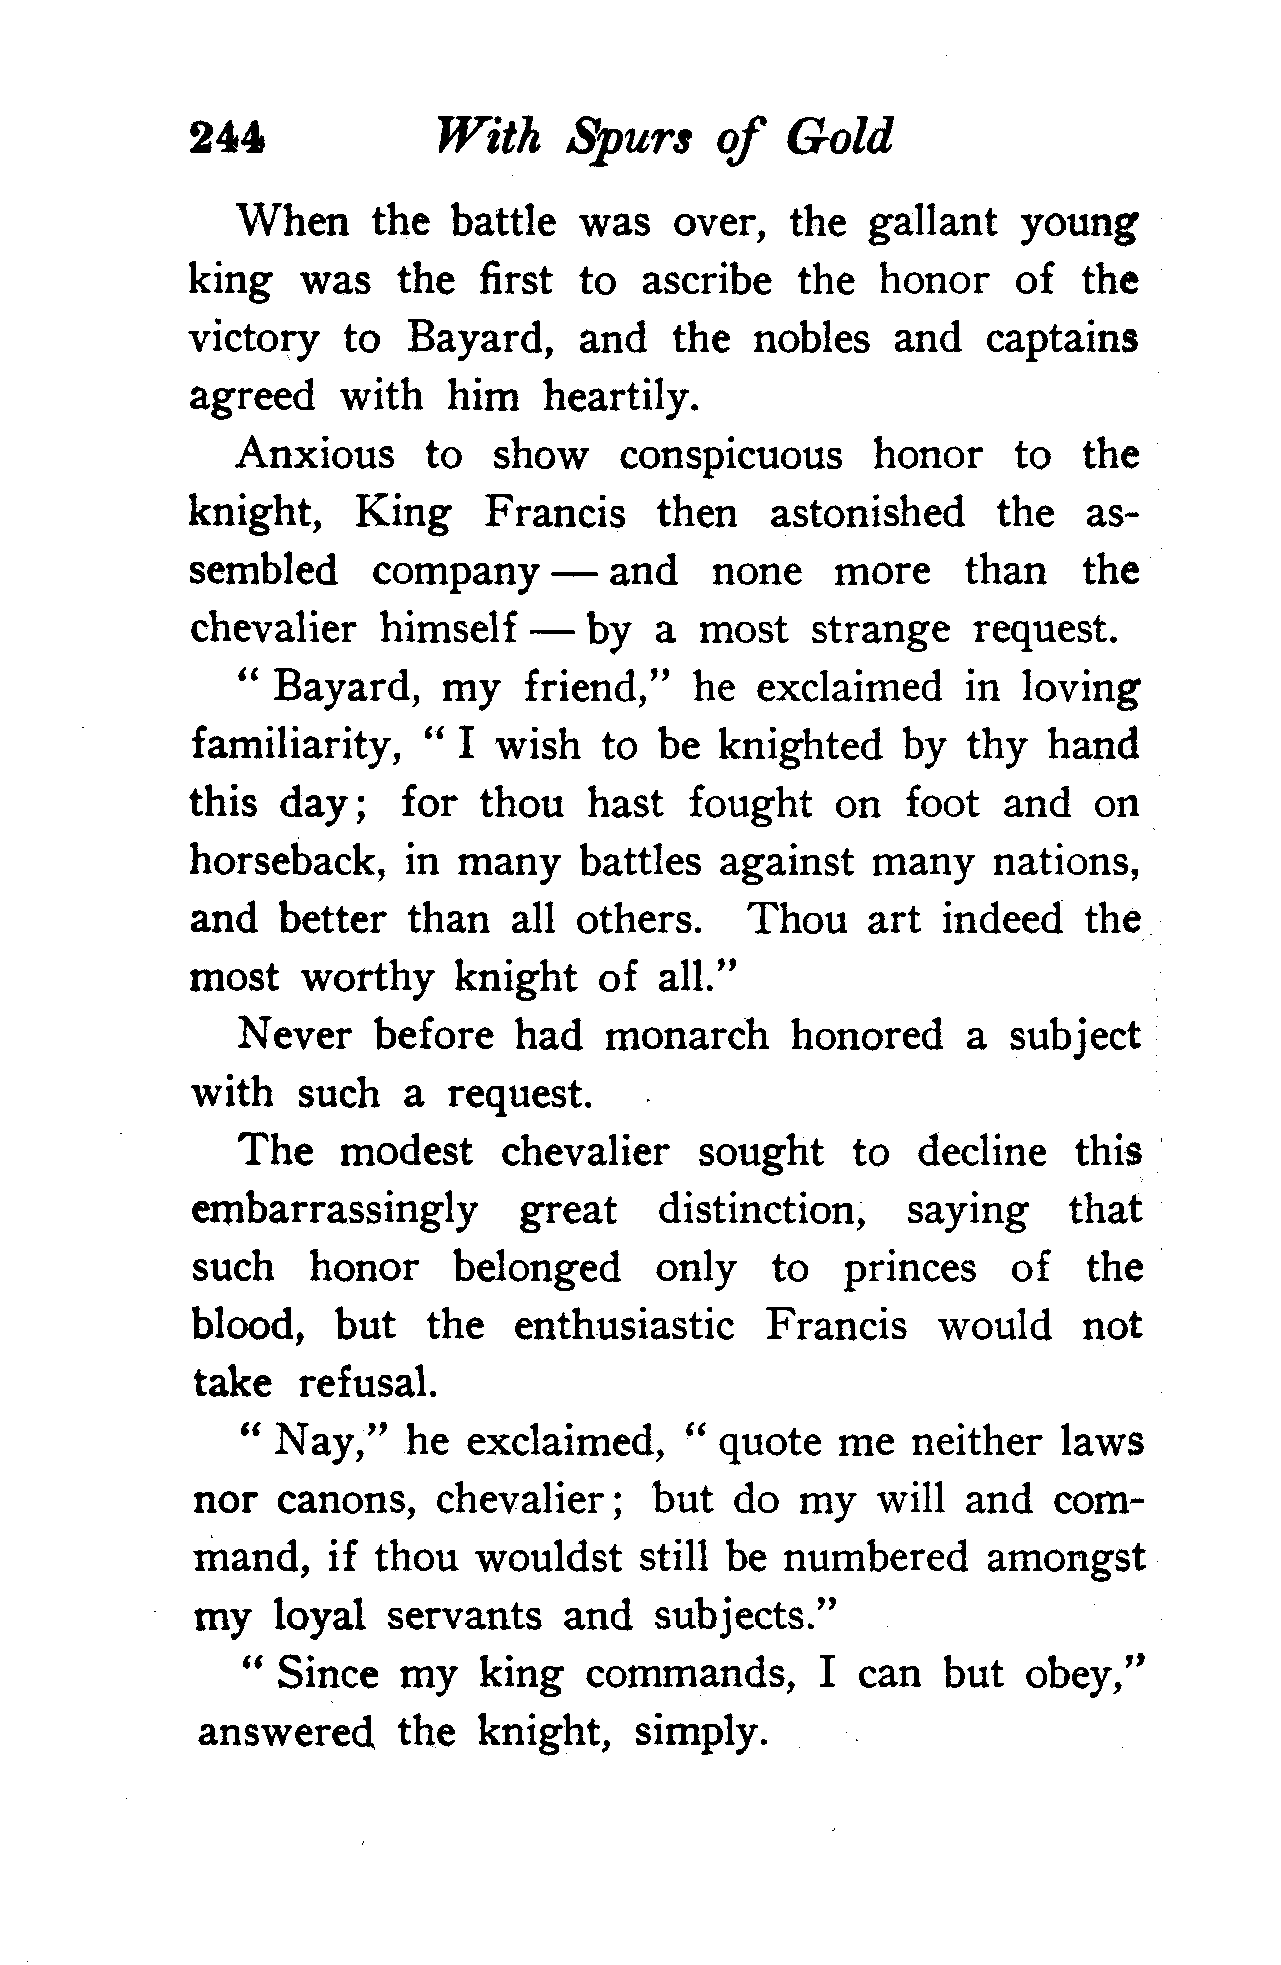 244 With Spurs of Gold
When the battle was over, the gallant young
king was the first to ascribe the honor of the
victory to Bayard, and the nobles and captains
agreed with him heartily.
Anxious to show conspicuous honor to the
knight, King Francis then astonished the as-
sembled company — and none more than the
chevalier himself — by a most strange request.
“ Bayard, my friend,” he exclaimed in loving
familiarity, “ I wish to be knighted by thy hand
this day; for thou hast fought on foot and on
horseback, in many battles against many nations,
and better than all others. Thou art indeed the
most worthy knight of all.”
Never before had monarch honored a subject
with such a request.
The modest chevalier sought to decline this
embarrassingly great distinction, saying that
such honor belonged only to princes of the
blood, but the enthusiastic Francis would not
take refusal.
“ Nay,” he exclaimed, “ quote me neither laws
nor canons, chevalier; but do my will and com-
mand, if thou wouldst still be numbered amongst
my loyal servants and subjects.”
“ Since my king commands, I can but obey,”
answered the knight, simply.